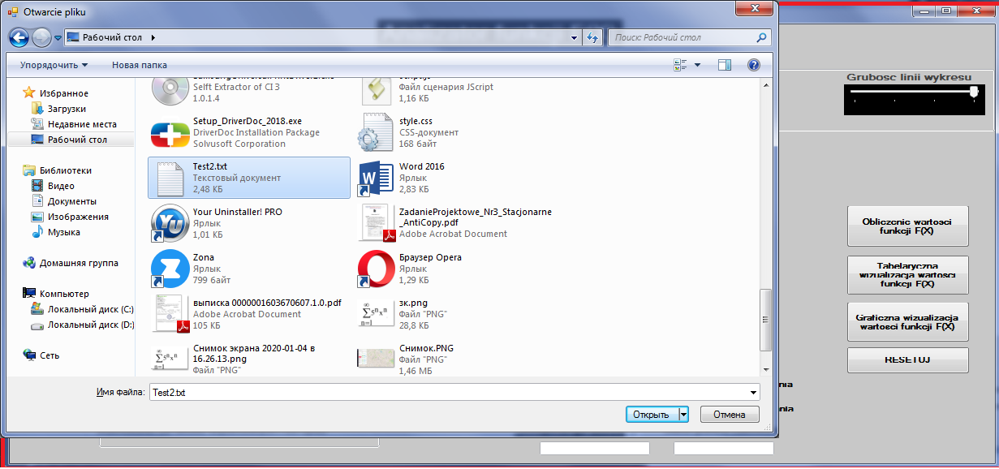 Otwarcie pliku
Рабочий стол
Поиск: Рабочий стол
Упорядочить
Новая папка
Избранное
Загрузки
Недавние места
Рабочий стол
Библиотеки
Видео
Документы
Изображения
Музыка
Домашняя группа
Компьютер
Локальный диск (C:)
Локальный диск (D:)
Сеть
Selft Extractor of CI 3
1.0.1.4
Файл сценария JScript
1,16 КБ
Setup_DriverDoc_2018.exe
DriverDoc Installation Package
Solvusoft Corporation
style.css
CSS-документ
168 байт
Test2.txt
Текстовый документ
2,48 КБ
Word 2016
Ярлык
2,83 КБ
Your Uninstaller! PRO
Ярлык
1,01 КБ
ZadanieProjektowe_Nr3_Stacjonarne
_AntiCopy.pdf
Adobe Acrobat Document
Zona
Ярлык
799 байт
Браузер Opera
Ярлык
1,29 КБ
выписка 0000001603670607.1.0.pdf
Adobe Acrobat Document
105 КБ
зк.png
Файл "PNG"
28,8 КБ
Снимок экрана 2020-01-04 в
16.26.13.png
Файл "PNG"
Снимок.PNG
Файл "PNG"
1,46 МБ
Имя файла:
Test2.txt
Открыть
Отмена
Grubosc linii wykresu
Obliczenie wartosci
funkcji F(X)
Tabelaryczna
wizualizacja wartosci
funkcji F(X)
Graficzna wizualizacja
wartosci funkcji F(X)
RESETUJ